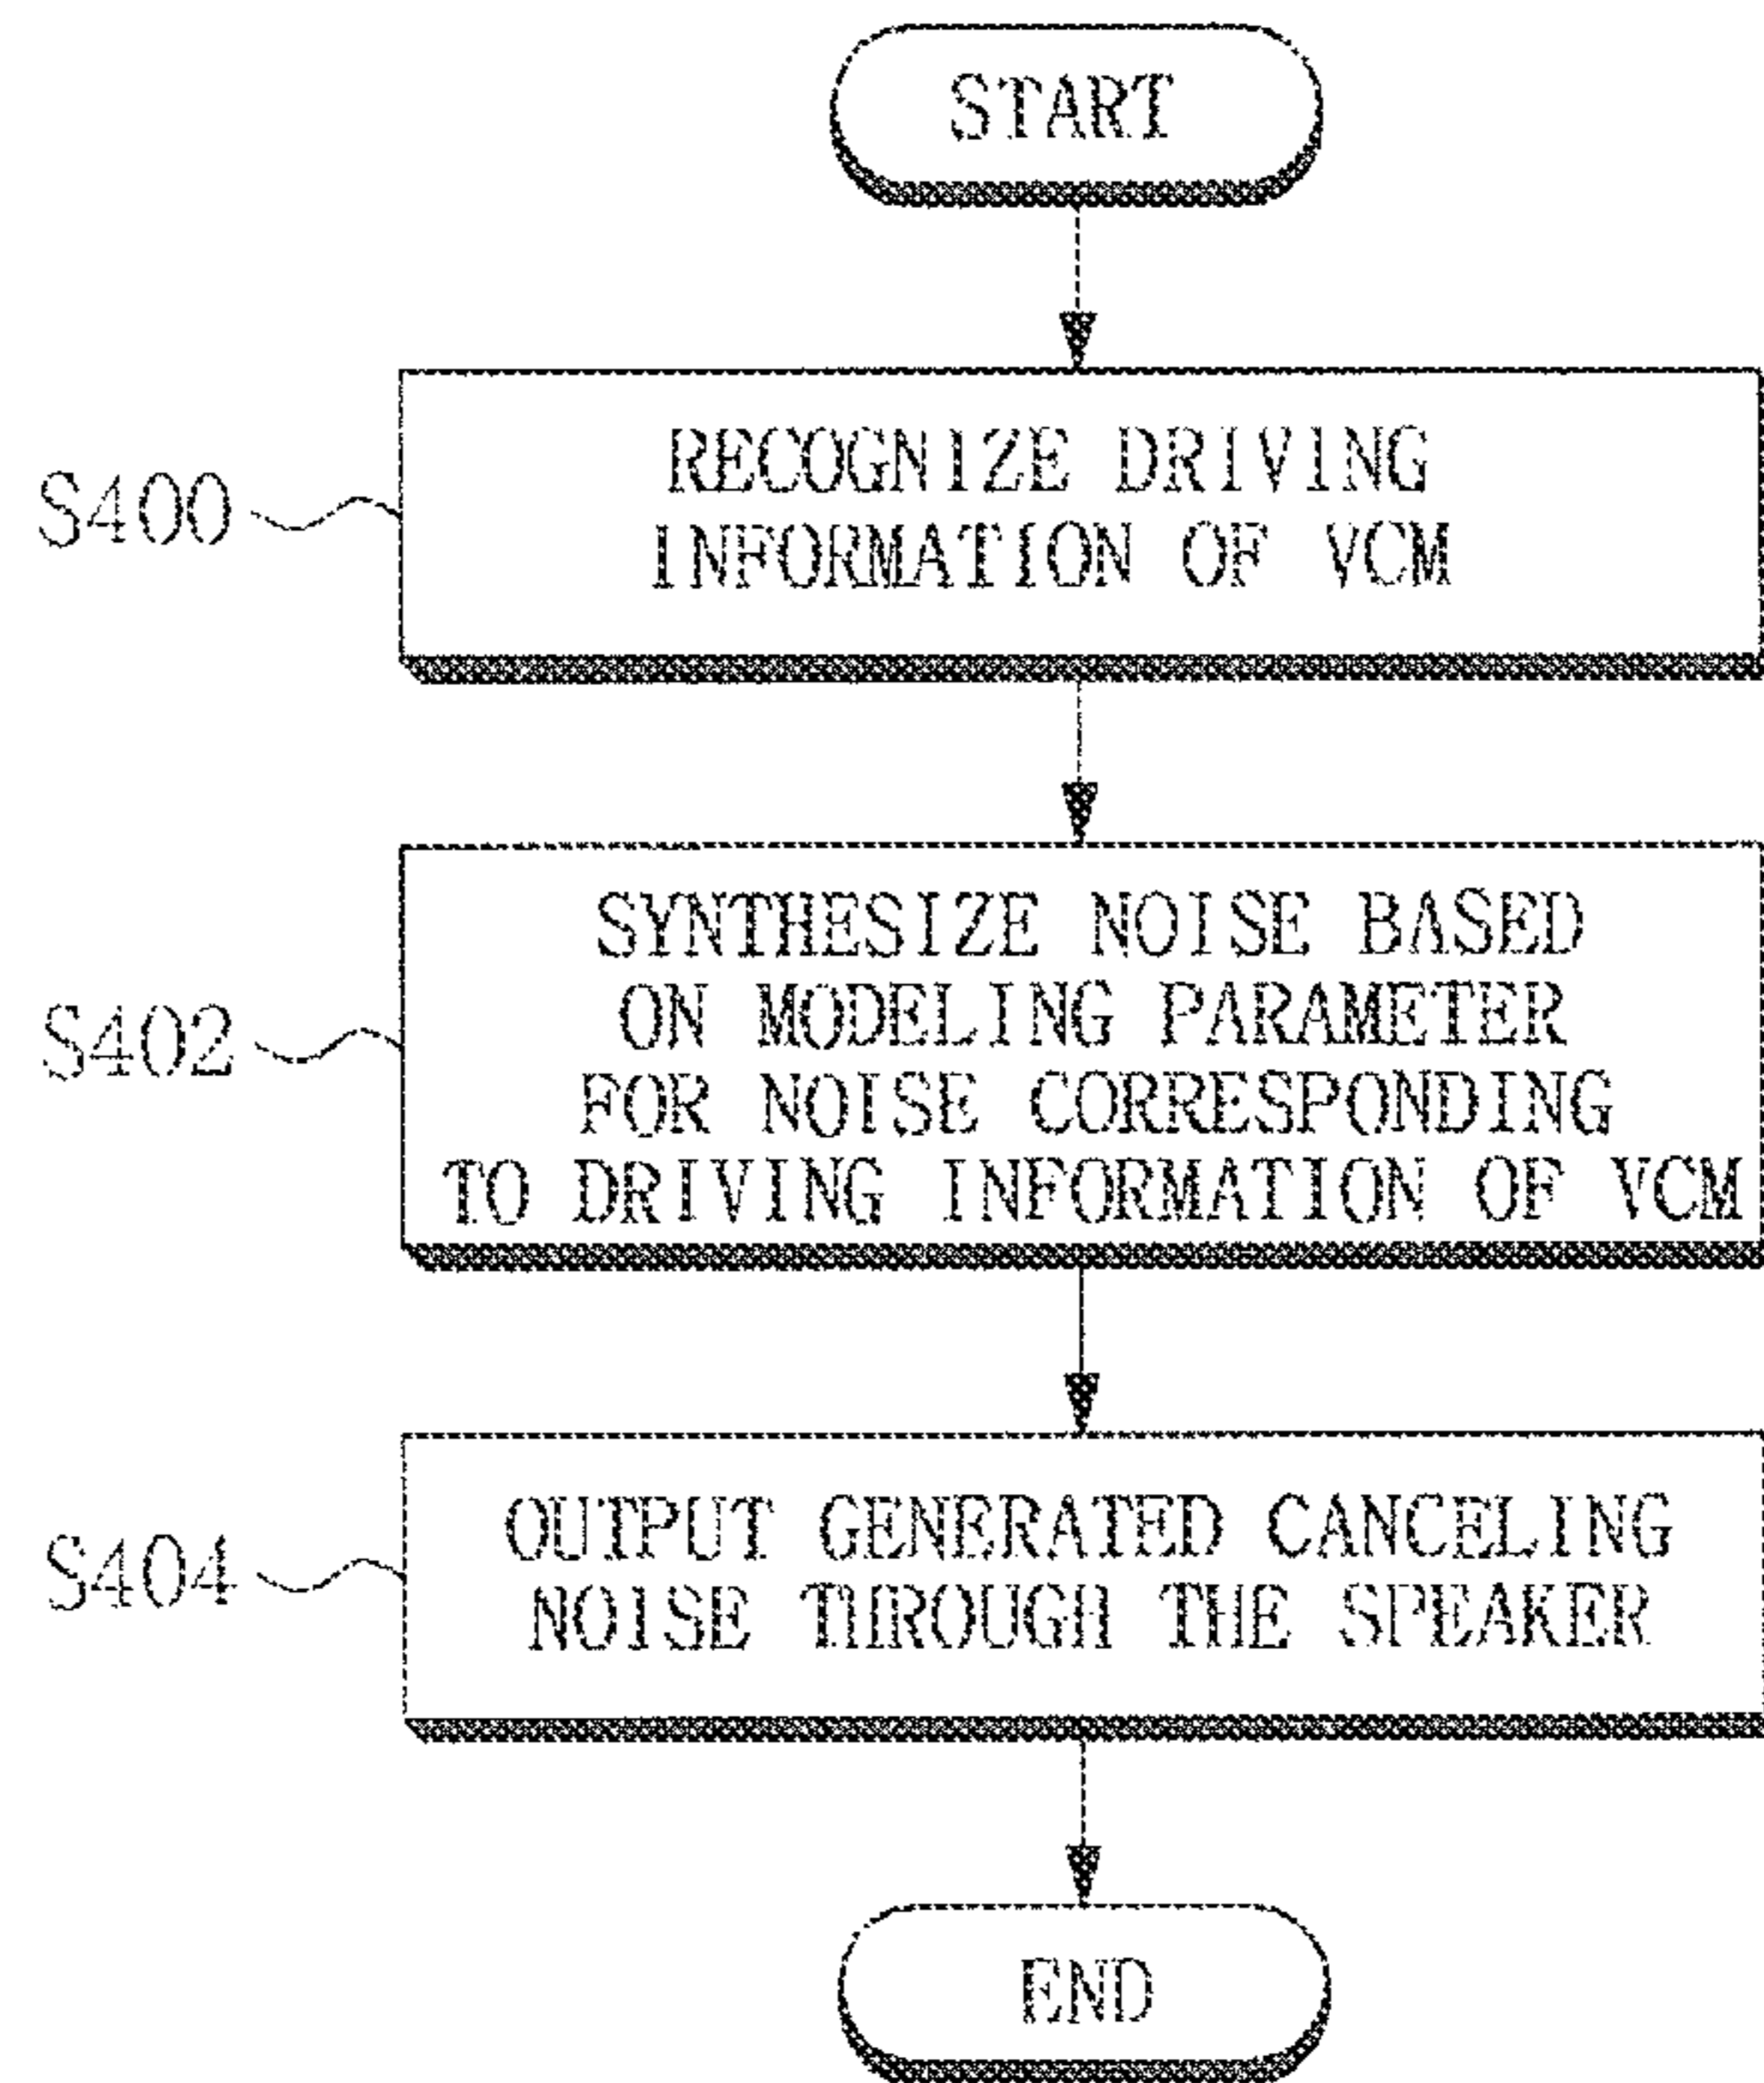 START
S400
RECOGNIZE DRIVING
INFORMATION OF VCM
S402
SYNTHESIZE NOISE BASED
ON MODELING PARAMETER
FOR NOISE CORRESPONDING
TO DRIVING INFORMATION OF VCM
S404
OUTPUT GENERATED CANCELING
NOISE THROUGH THE SPEAKER
END